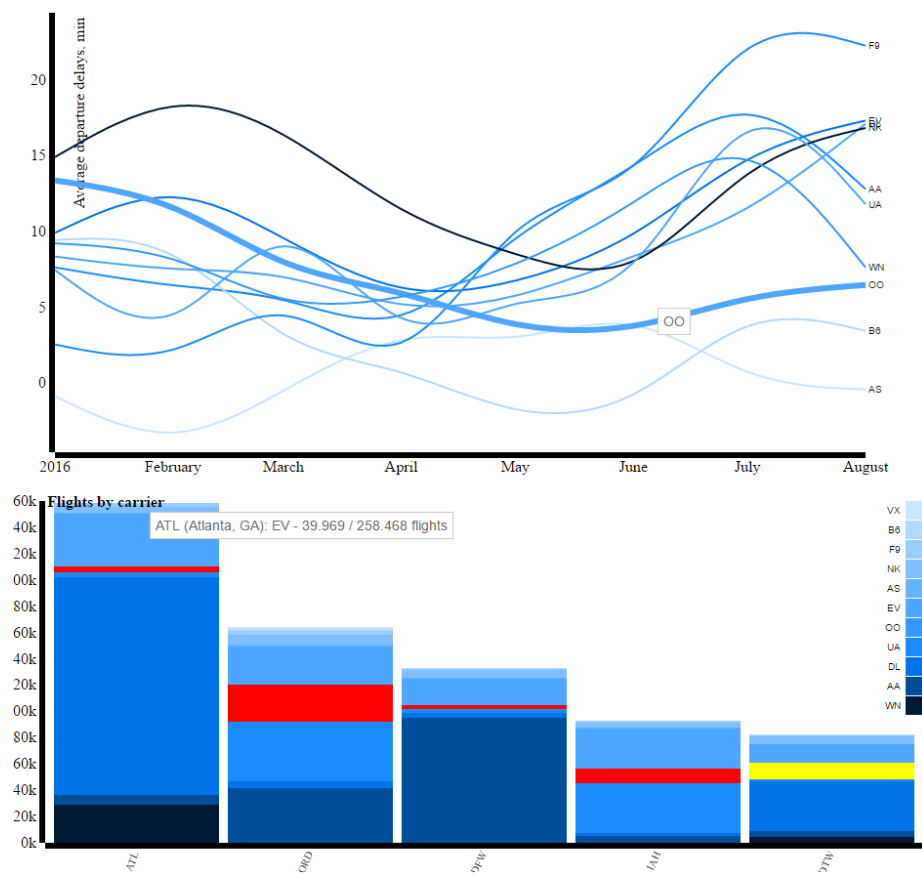 Average departure delays, min
20
15
10
5
0
F9
EV
NK
AA
UA
WN
OO
OO
B6
AS
2016 February March April May June July August
Flights by carrier
ATL (Atlanta, GA): EV - 39.969 / 258.468 flights
60k
40k
20k
00k
80k
60k
40k
20k
00k
80k
60k
40k
20k
0k
VX
B6
F9
NK
AS
EV
OO
UA
DL
AA
WN
ATL ORD DFW IAH DTW